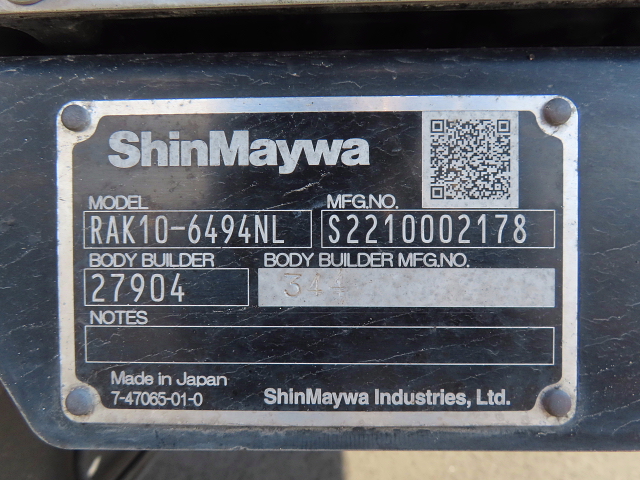 ShinMaywa
MODEL MFG.NO.
RAK10-6494NL S2210002178
BODY BUILDER BODY BUILDER MFG.NO.
27904
NOTES
Made in Japan
7-47065-01-0 ShinMaywa Industries, Ltd.